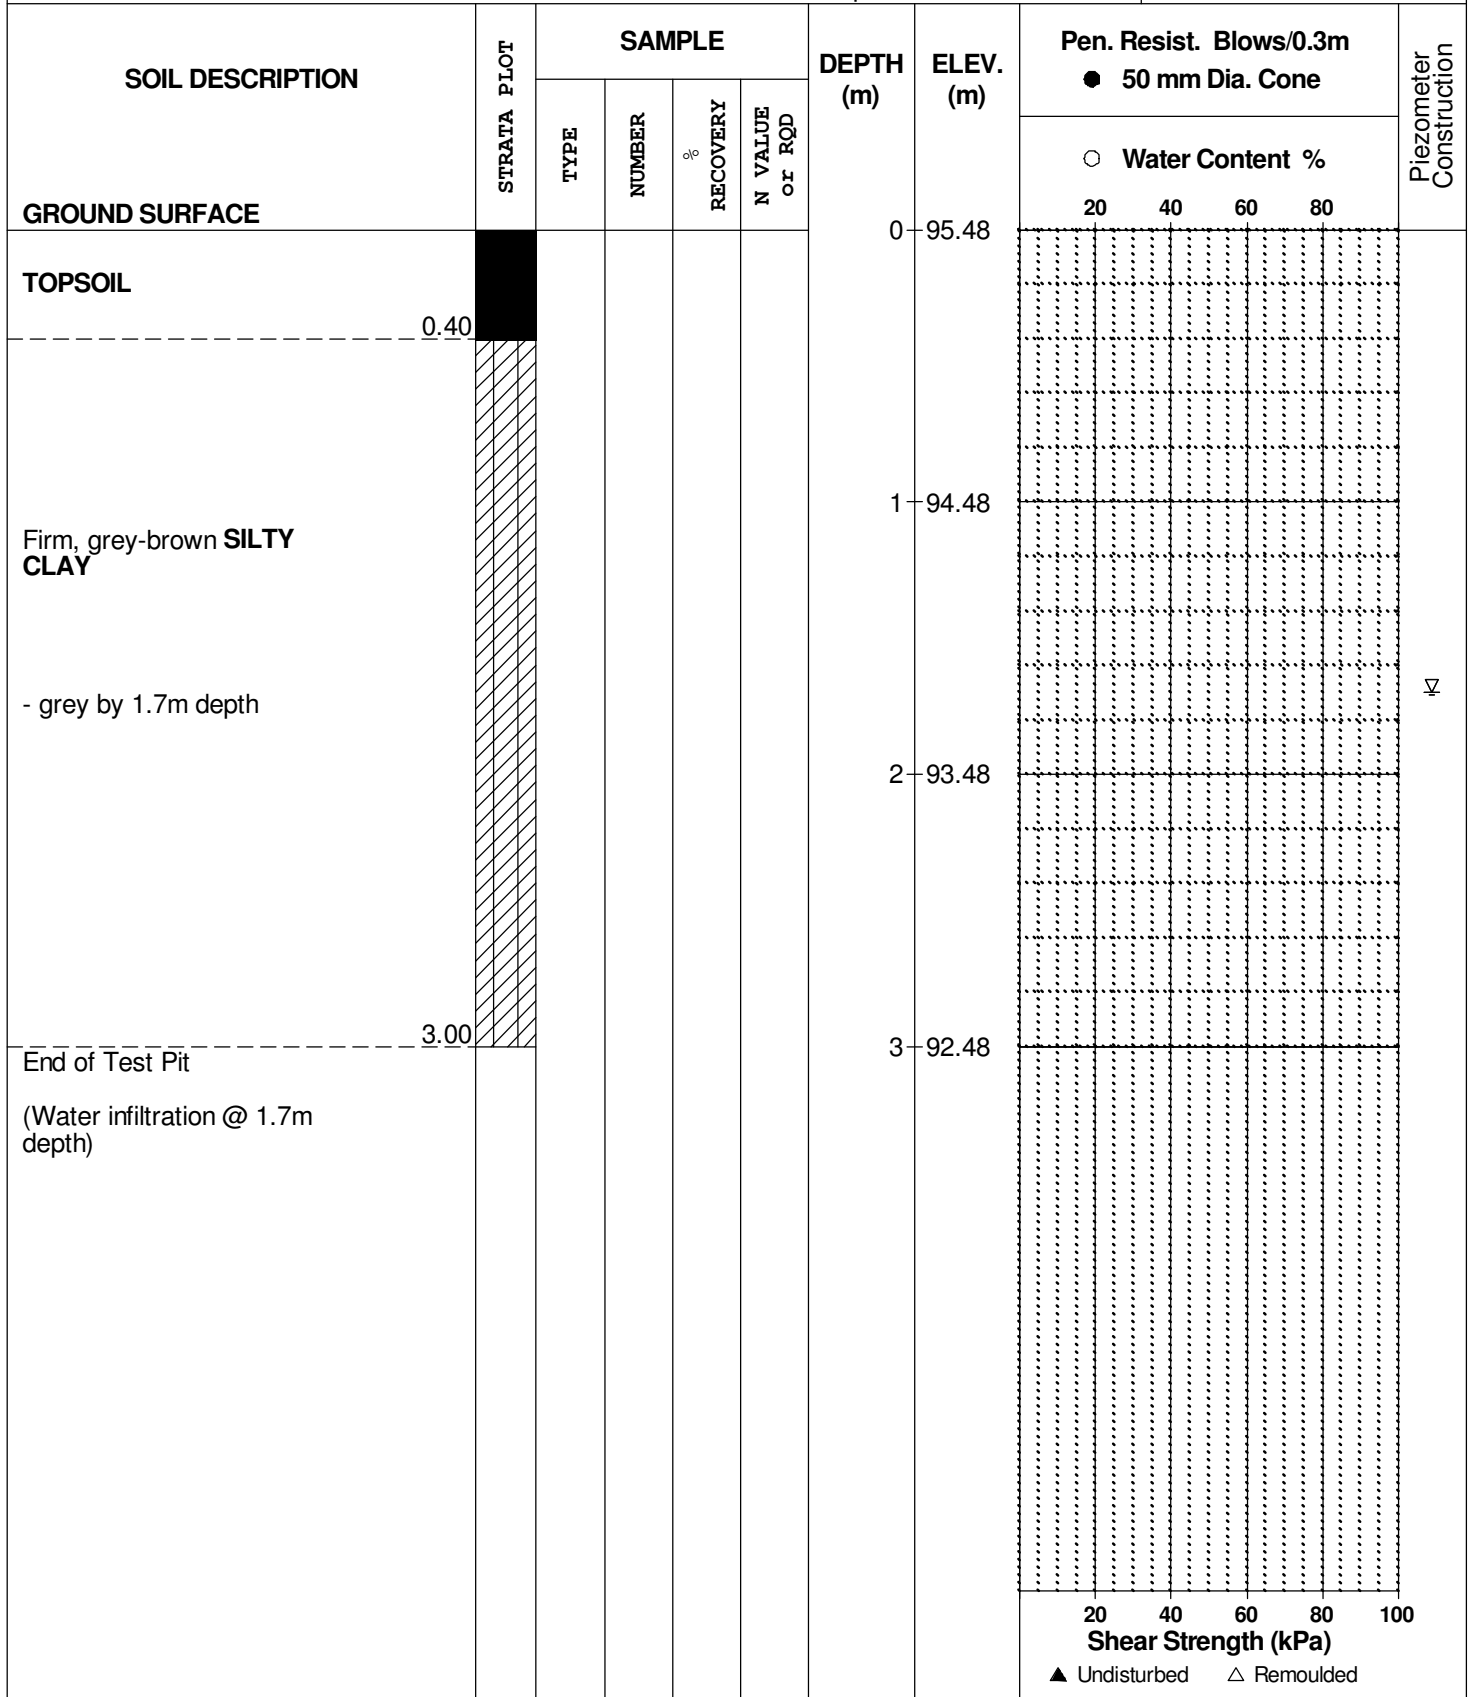 SOIL DESCRIPTION
GROUND SURFACE
STRATA PLOT
SAMPLE
TYPE
NUMBER
%
RECOVERY
N VALUE
or RQD
DEPTH
(m)
ELEV.
(m)
Pen. Resist. Blows/0.3m
● 50 mm Dia. Cone
○ Water Content %
20 40 60 80
Piezometer
Construction
0 95.48
TOPSOIL
0.40
1 94.48
Firm, grey-brown SILTY
CLAY
- grey by 1.7m depth
2 93.48
3.00
3 92.48
End of Test Pit
(Water infiltration @ 1.7m
depth)
20 40 60 80 100
Shear Strength (kPa)
▲ Undisturbed △ Remoulded